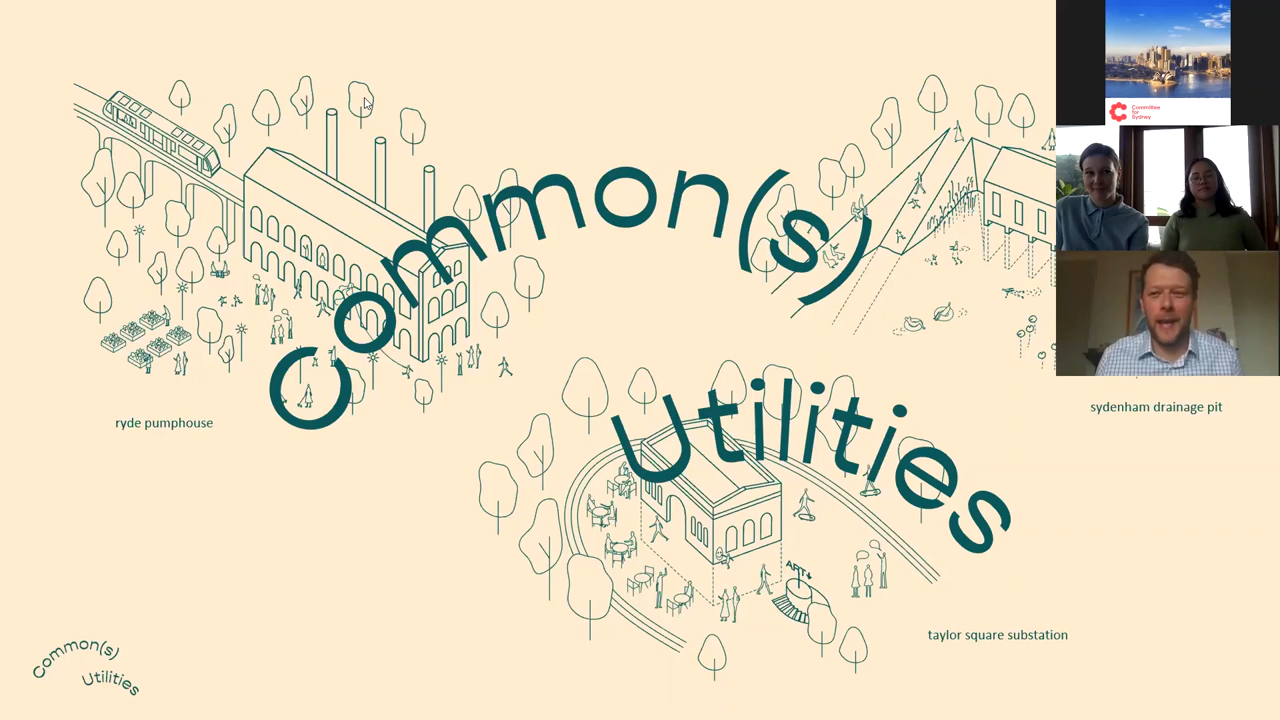 Common(s)
Utilities
Committee
for
Sydney
ryde pumphouse
sydenham drainage pit
ART
taylor square substation
Common(s)
Utilities